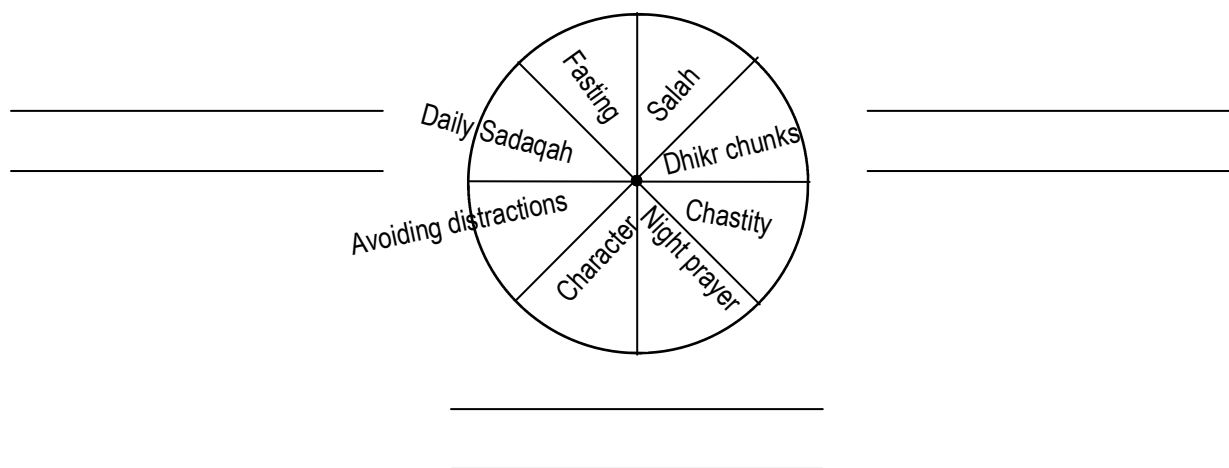 Fasting
Salah
Daily Sadaqah
Dhikr chunks
Avoiding distractions
Chastity
Character
Night prayer